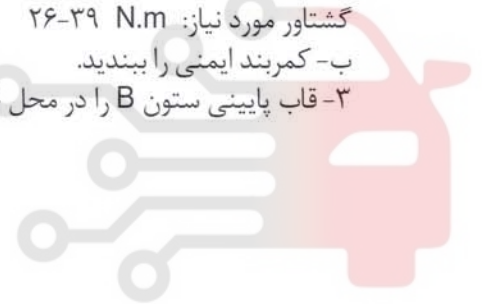 گشتاور مورد نیاز: N.m ۲۶-۳۹
ب- کمربند ایمنی را ببندید.
۳- قاب پایینی ستون B را در محل